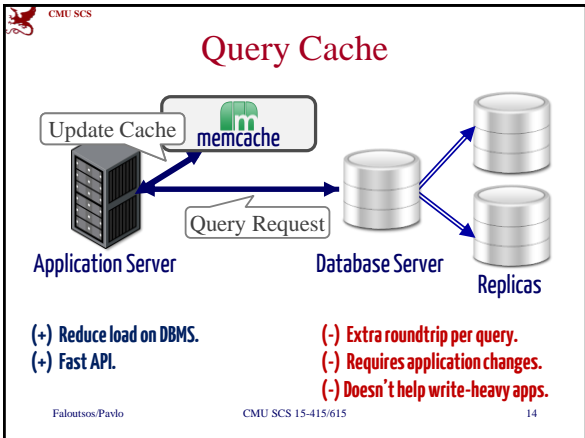 CMU SCS
Query Cache
Update Cache
memcache
Query Request
Application Server
Database Server
Replicas
(+) Reduce load on DBMS.
(+) Fast API.
(-) Extra roundtrip per query.
(-) Requires application changes.
(-) Doesn't help write-heavy apps.
Faloutsos/Pavlo
CMU SCS 15-415/615
14